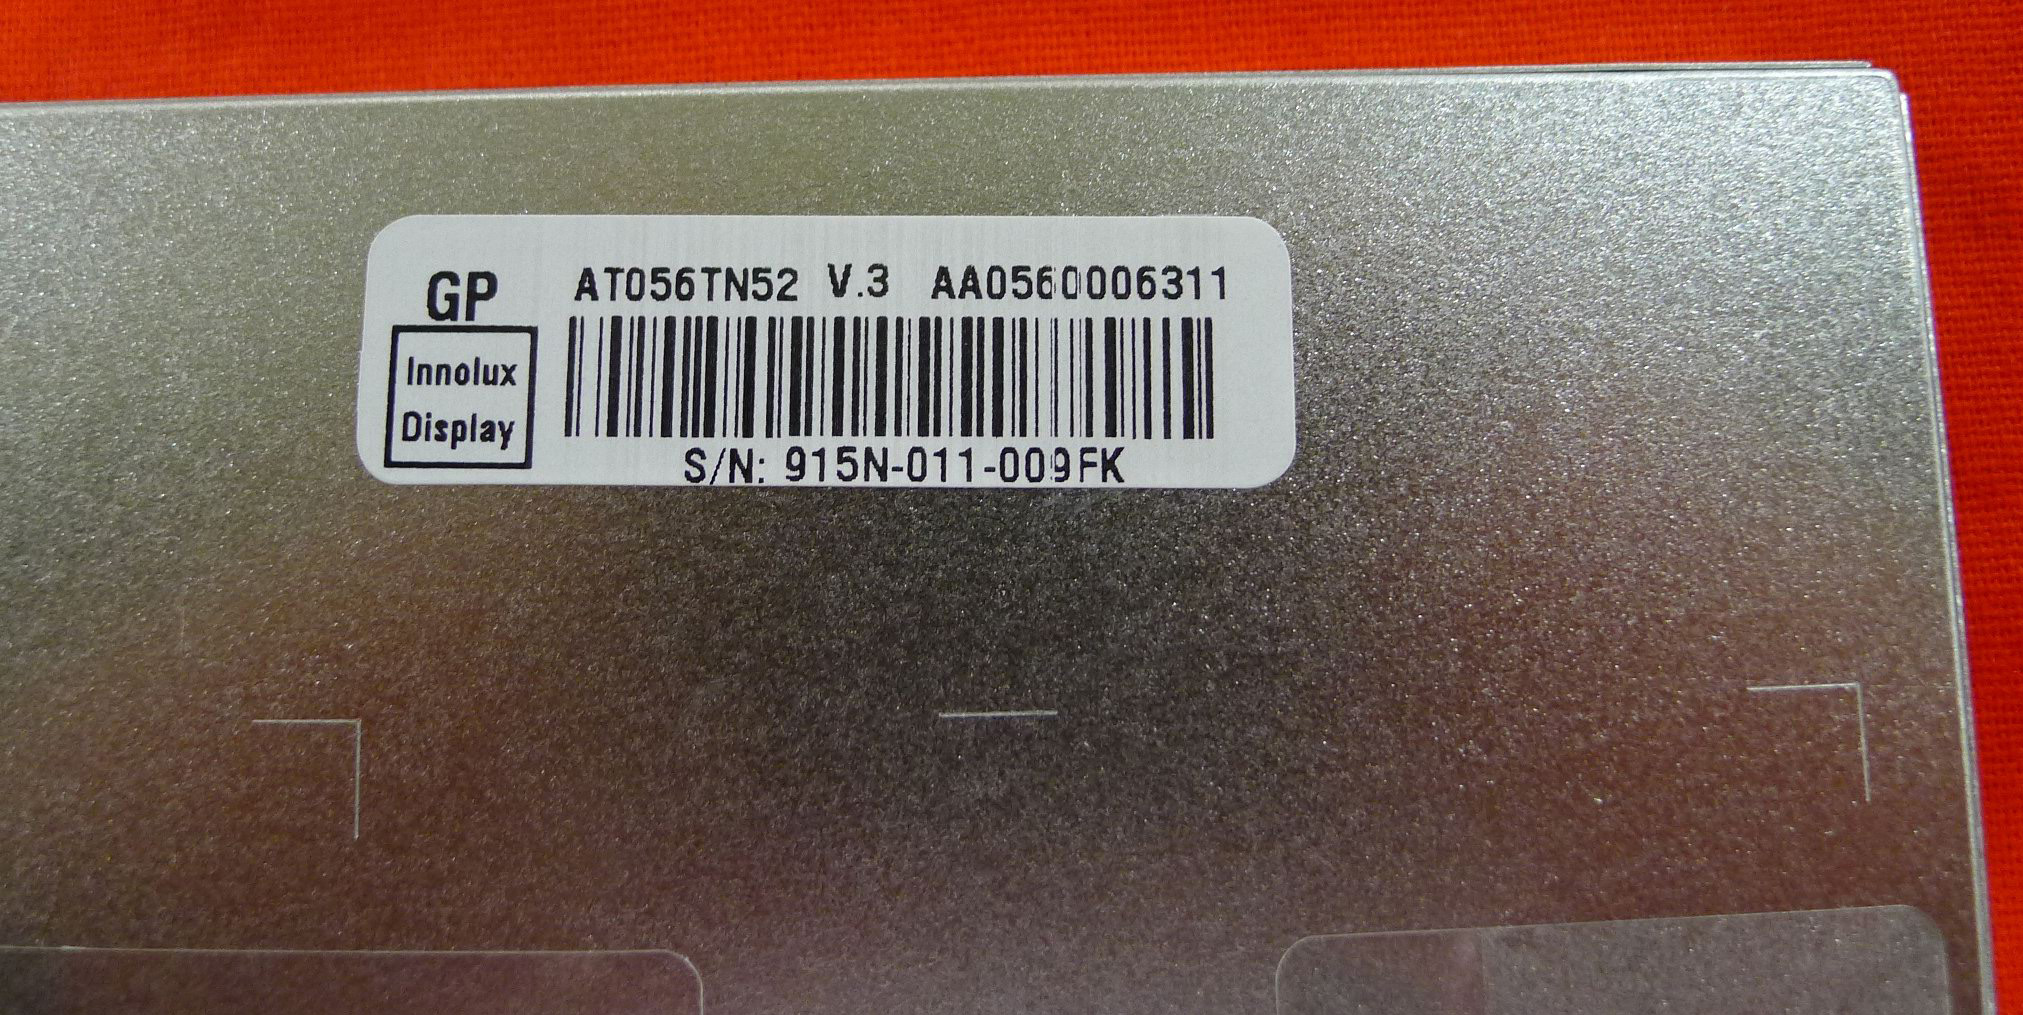 GP
Innolux
Display
AT056TN52 V.3 AA0560006311
S/N: 915N-011-009FK